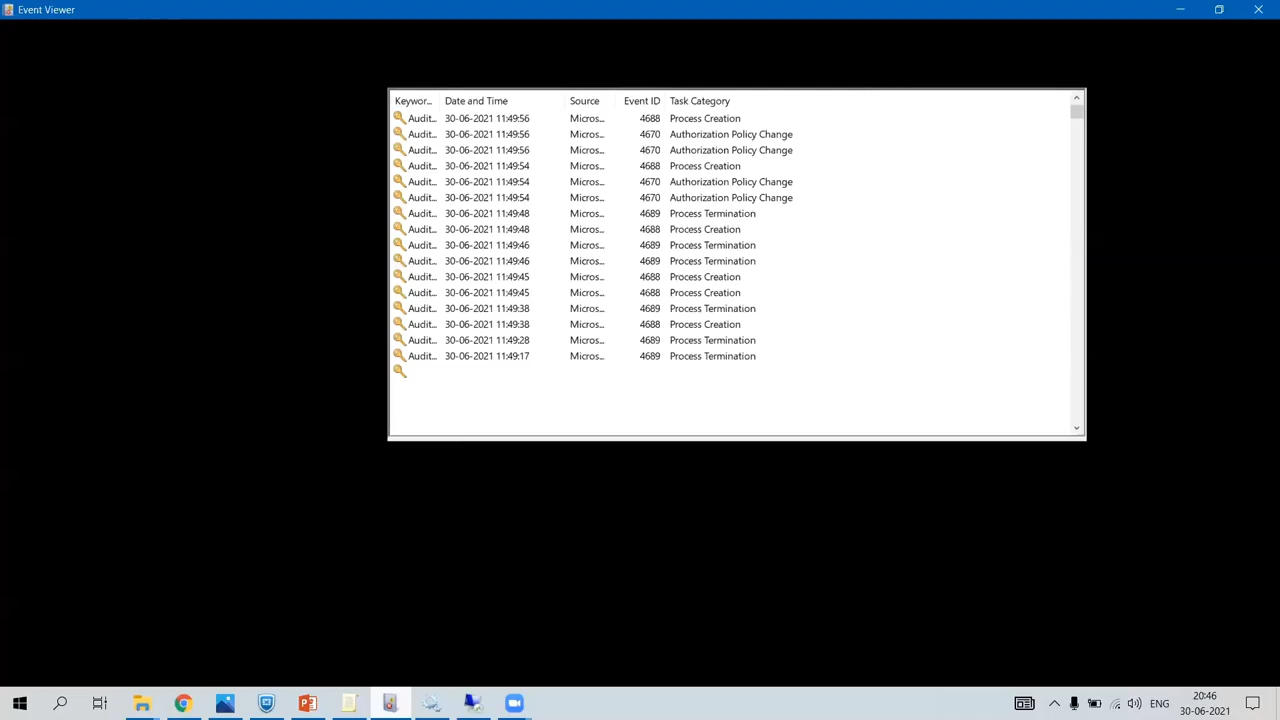 Event Viewer
Keywor... Date and Time Source Event ID Task Category
Audit... 30-06-2021 11:49:56 Micros... 4688 Process Creation
Audit... 30-06-2021 11:49:56 Micros... 4670 Authorization Policy Change
Audit... 30-06-2021 11:49:56 Micros... 4670 Authorization Policy Change
Audit... 30-06-2021 11:49:54 Micros... 4688 Process Creation
Audit... 30-06-2021 11:49:54 Micros... 4670 Authorization Policy Change
Audit... 30-06-2021 11:49:54 Micros... 4670 Authorization Policy Change
Audit... 30-06-2021 11:49:48 Micros... 4689 Process Termination
Audit... 30-06-2021 11:49:48 Micros... 4688 Process Creation
Audit... 30-06-2021 11:49:46 Micros... 4689 Process Termination
Audit... 30-06-2021 11:49:46 Micros... 4689 Process Termination
Audit... 30-06-2021 11:49:45 Micros... 4688 Process Creation
Audit... 30-06-2021 11:49:45 Micros... 4688 Process Creation
Audit... 30-06-2021 11:49:38 Micros... 4689 Process Termination
Audit... 30-06-2021 11:49:38 Micros... 4688 Process Creation
Audit... 30-06-2021 11:49:28 Micros... 4689 Process Termination
Audit... 30-06-2021 11:49:17 Micros... 4689 Process Termination
ENG
20:46
30-06-2021